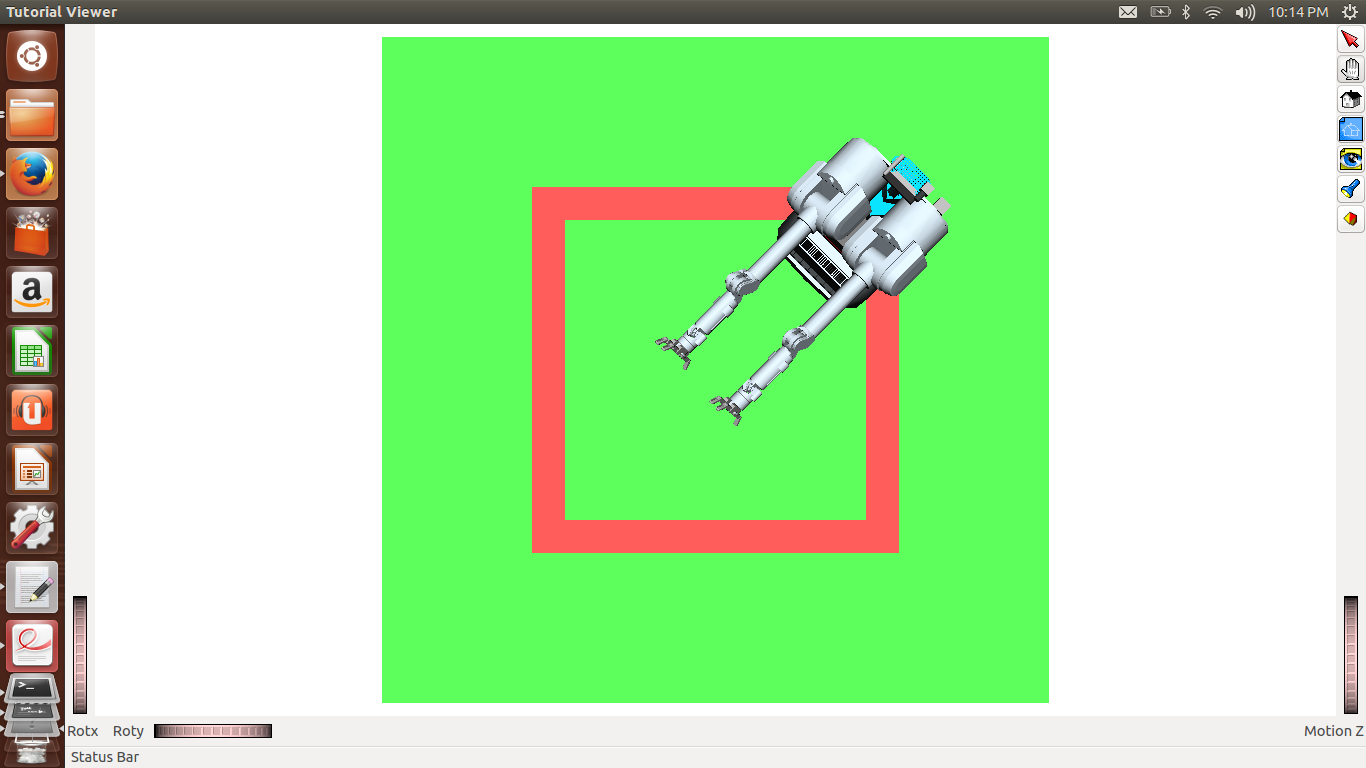 Tutorial Viewer
10:14 PM
a
U
>_
Rotx Roty
Motion Z
Status Bar